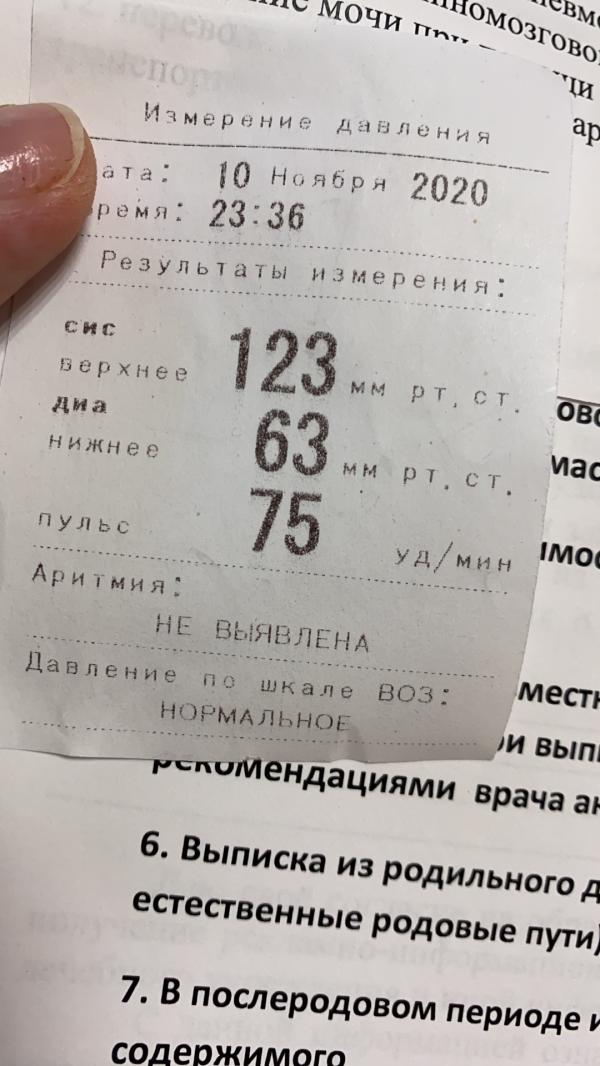 мочи при
Измерение давления
ата: 10 Ноября 2020
ремя: 23:36
Результаты измерения:
сис
верхнее 123 мм рт.ст.
диа
нижнее 63 мм рт.ст.
пульс 75 уд/мин
Аритмия:
НЕ ВЫЯВЛЕНА
Давление по шкале ВОЗ:
НОРМАЛЬНОЕ
рекомендациями врача
6. Выписка из родильного
естественные родовые пути)
7. В послеродовом периоде
содержимого